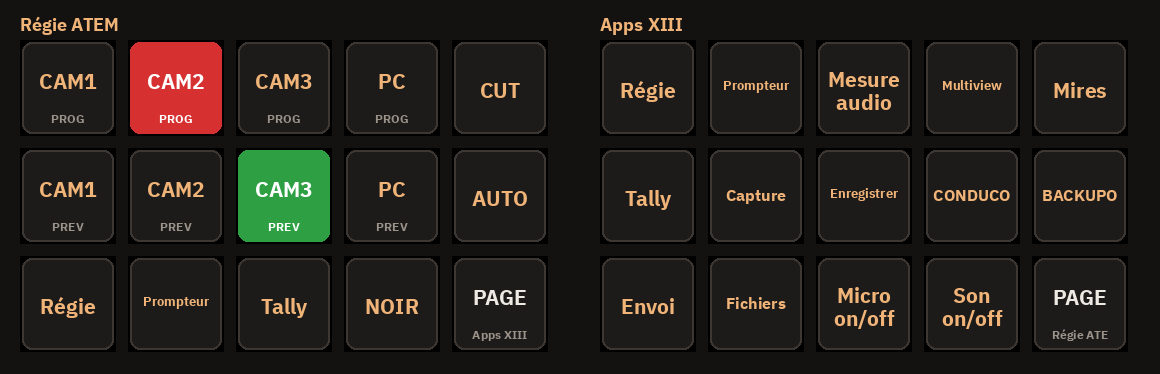 Régie ATEM
CAM1
PROG
CAM2
PROG
CAM3
PROG
PC
PROG
CUT
CAM1
PREV
CAM2
PREV
CAM3
PREV
PC
PREV
AUTO
Régie
Prompteur
Tally
NOIR
PAGE
Apps XIII
Apps XIII
Régie
Prompteur
Mesure
audio
Multiview
Mires
Tally
Capture
Enregistrer
CONDUCO
BACKUPO
Envoi
Fichiers
Micro
on/off
Son
on/off
PAGE
Régie ATE